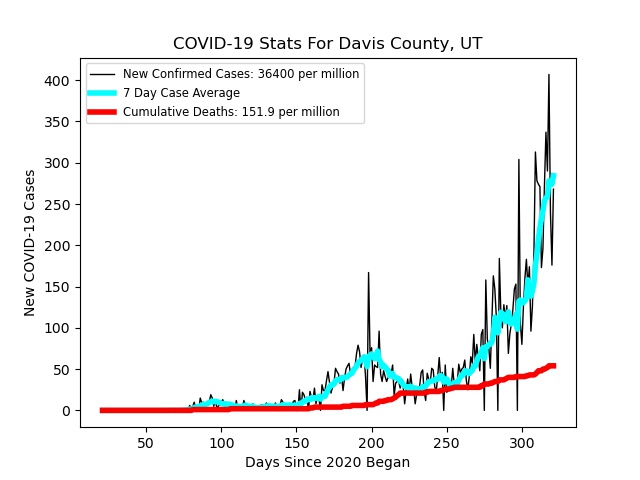 COVID-19 Stats For Davis County, UT
New Confirmed Cases: 36400 per million
7 Day Case Average
Cumulative Deaths: 151.9 per million
New COVID-19 Cases
400
350
300
250
200
150
100
50
0
50 100 150 200 250 300
Days Since 2020 Began